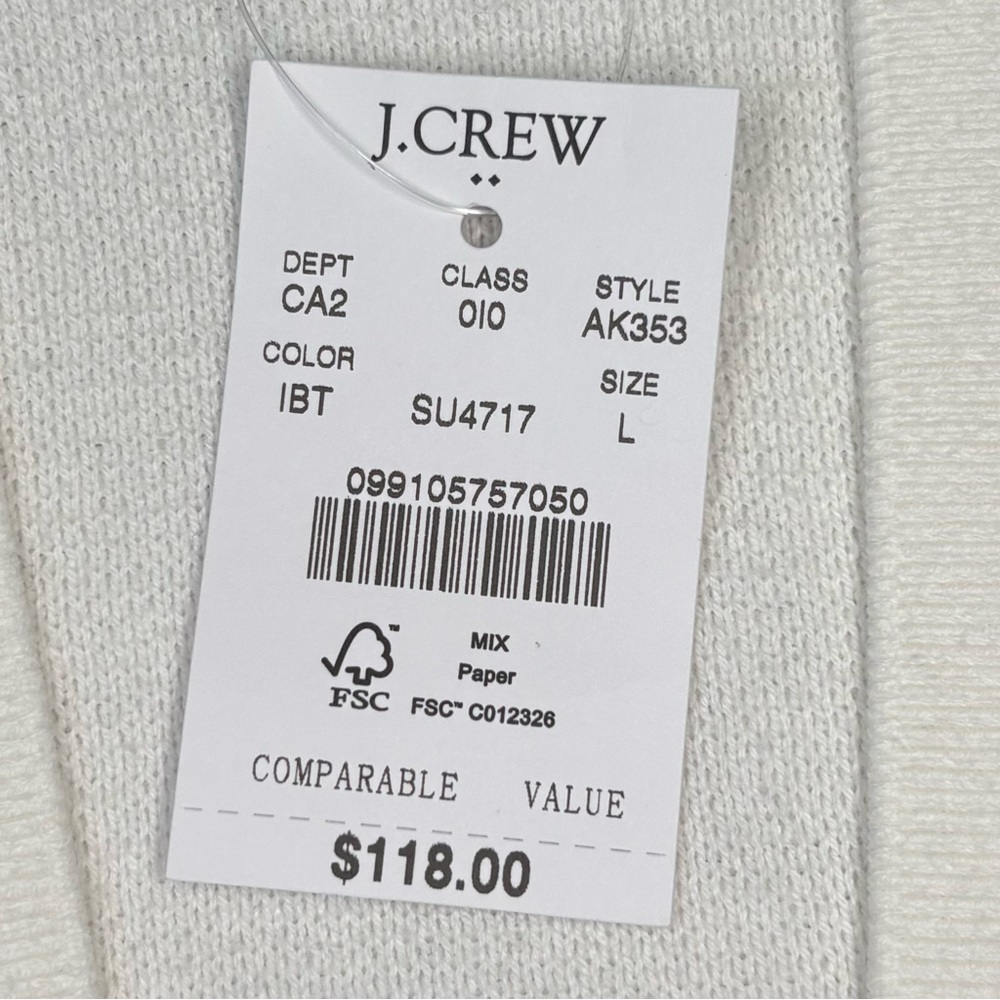 J.CREW
DEPT CLASS STYLE
CA2 010 AK353
COLOR SIZE
IBT SU4717 L
099105757050
FSC™
MIX
Paper
FSC™ C012326
COMPARABLE VALUE
$118.00